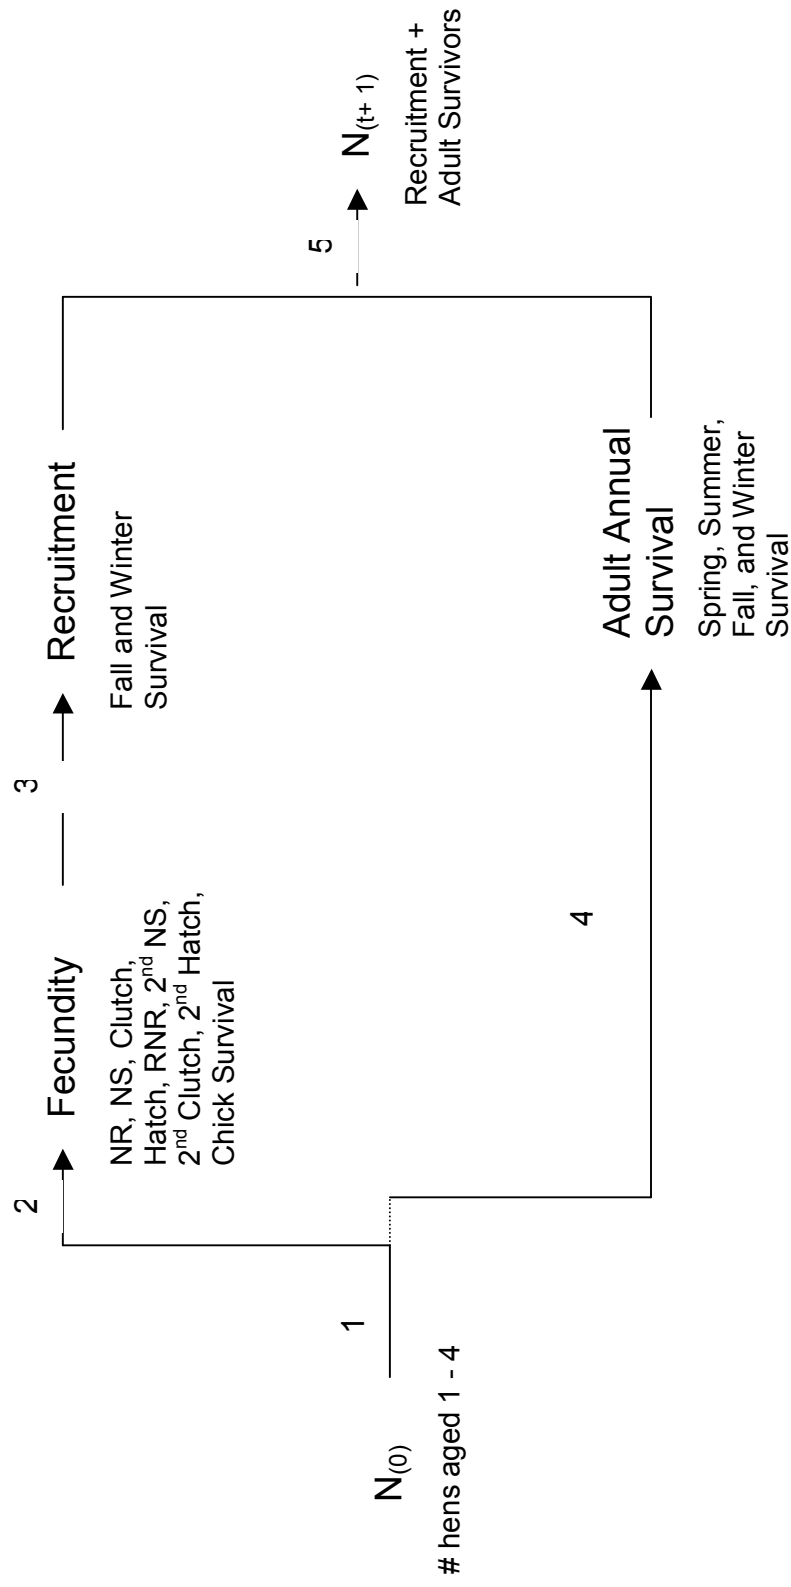 N(0)
# hens aged 1 - 4
1
2
Fecundity
NR, NS, Clutch,
Hatch, RNR, 2nd NS,
2nd Clutch, 2nd Hatch,
Chick Survival
3
Recruitment
Fall and Winter
Survival
4
Adult Annual
Survival
Spring, Summer,
Fall, and Winter
Survival
5
N(t+ 1)
Recruitment +
Adult Survivors